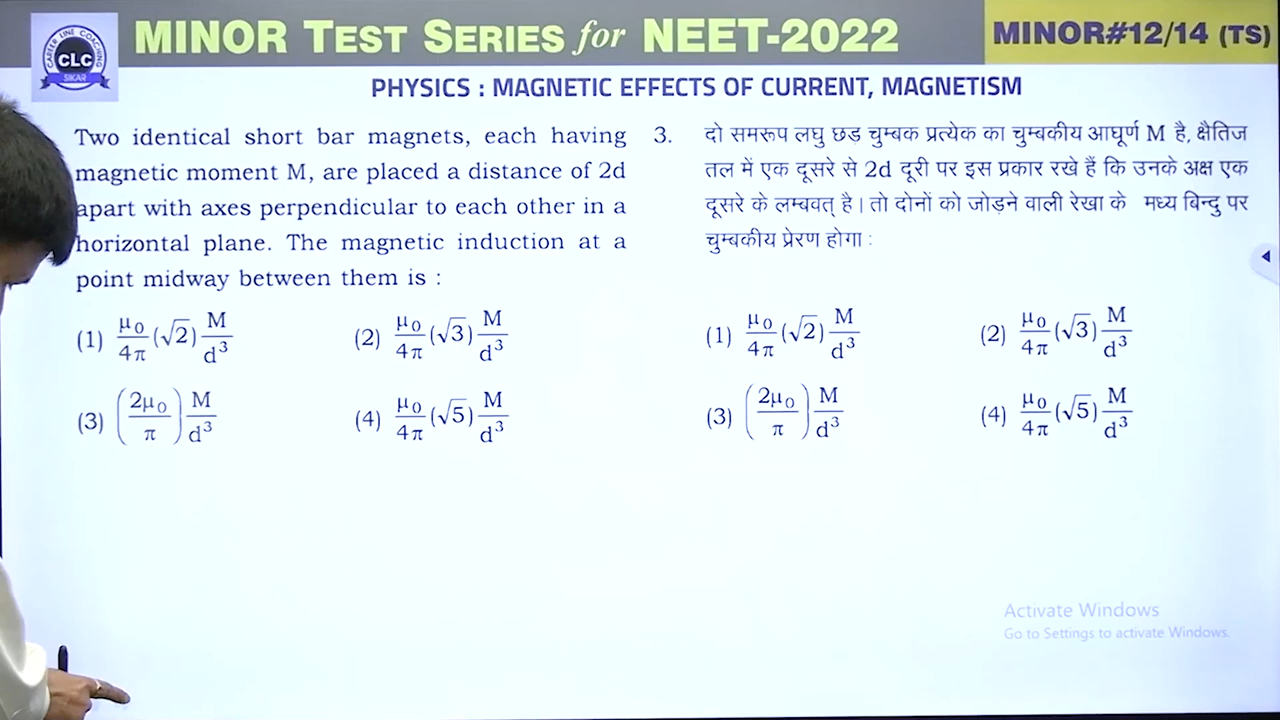 CAREER LINE COACHING
CLC
SIKAR
MINOR TEST SERIES for NEET-2022
MINOR#12/14 (TS)
PHYSICS : MAGNETIC EFFECTS OF CURRENT, MAGNETISM
Two identical short bar magnets, each having
magnetic moment M, are placed a distance of 2d
apart with axes perpendicular to each other in a
horizontal plane. The magnetic induction at a
point midway between them is :
(1) μ₀/4π (√2) M/d³ (2) μ₀/4π (√3) M/d³
(3) (2μ₀/π) M/d³ (4) μ₀/4π (√5) M/d³
3. दो समरूप लघु छड़ चुम्बक प्रत्येक का चुम्बकीय आघूर्ण M है, क्षैतिज
तल में एक दूसरे से 2d दूरी पर इस प्रकार रखे हैं कि उनके अक्ष एक
दूसरे के लम्बवत् है। तो दोनों को जोड़ने वाली रेखा के मध्य बिन्दु पर
चुम्बकीय प्रेरण होगा :
(1) μ₀/4π (√2) M/d³ (2) μ₀/4π (√3) M/d³
(3) (2μ₀/π) M/d³ (4) μ₀/4π (√5) M/d³
Activate Windows
Go to Settings to activate Windows.